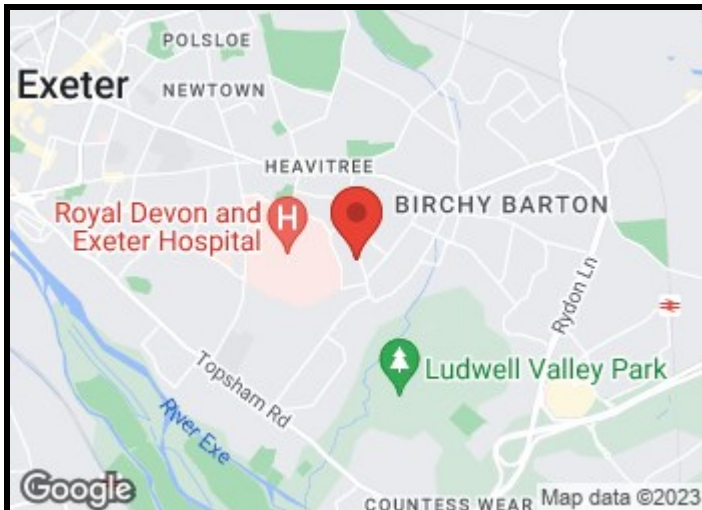 POLSLOE
Exeter
NEWTOWN
HEAVITREE
Royal Devon and
Exeter Hospital
H
BIRCHY BARTON
Rydon Ln
Topsham Rd
Ludwell Valley Park
River Exe
Google
COUNTESS WEAR
Map data ©2023